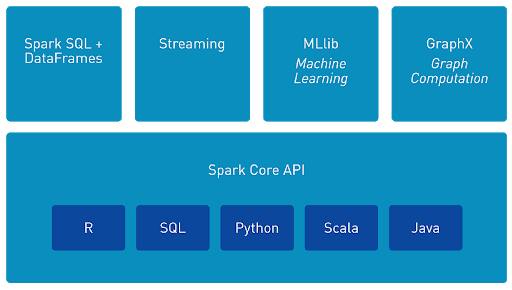 Spark SQL +
DataFrames
Streaming
MLlib
Machine
Learning
GraphX
Graph
Computation
Spark Core API
R
SQL
Python
Scala
Java